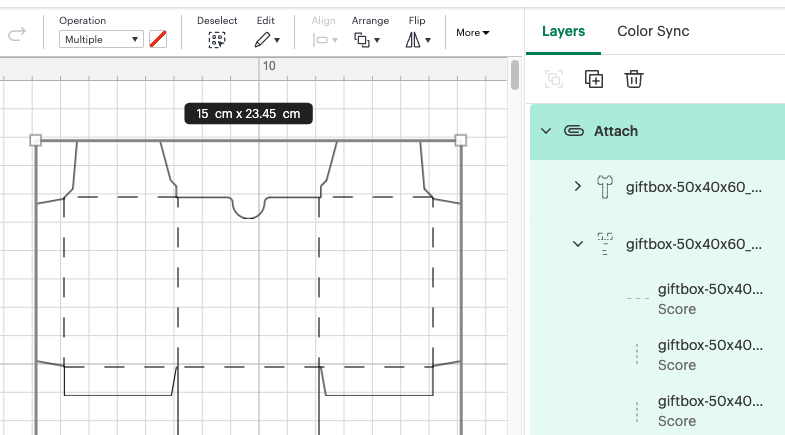 Operation Deselect Edit Align Arrange Flip
Multiple More
Layers Color Sync
10
15 cm x 23.45 cm
Attach
giftbox-50x40x60_...
giftbox-50x40x60_...
giftbox-50x40...
Score
giftbox-50x40...
Score
giftbox-50x40...
Score